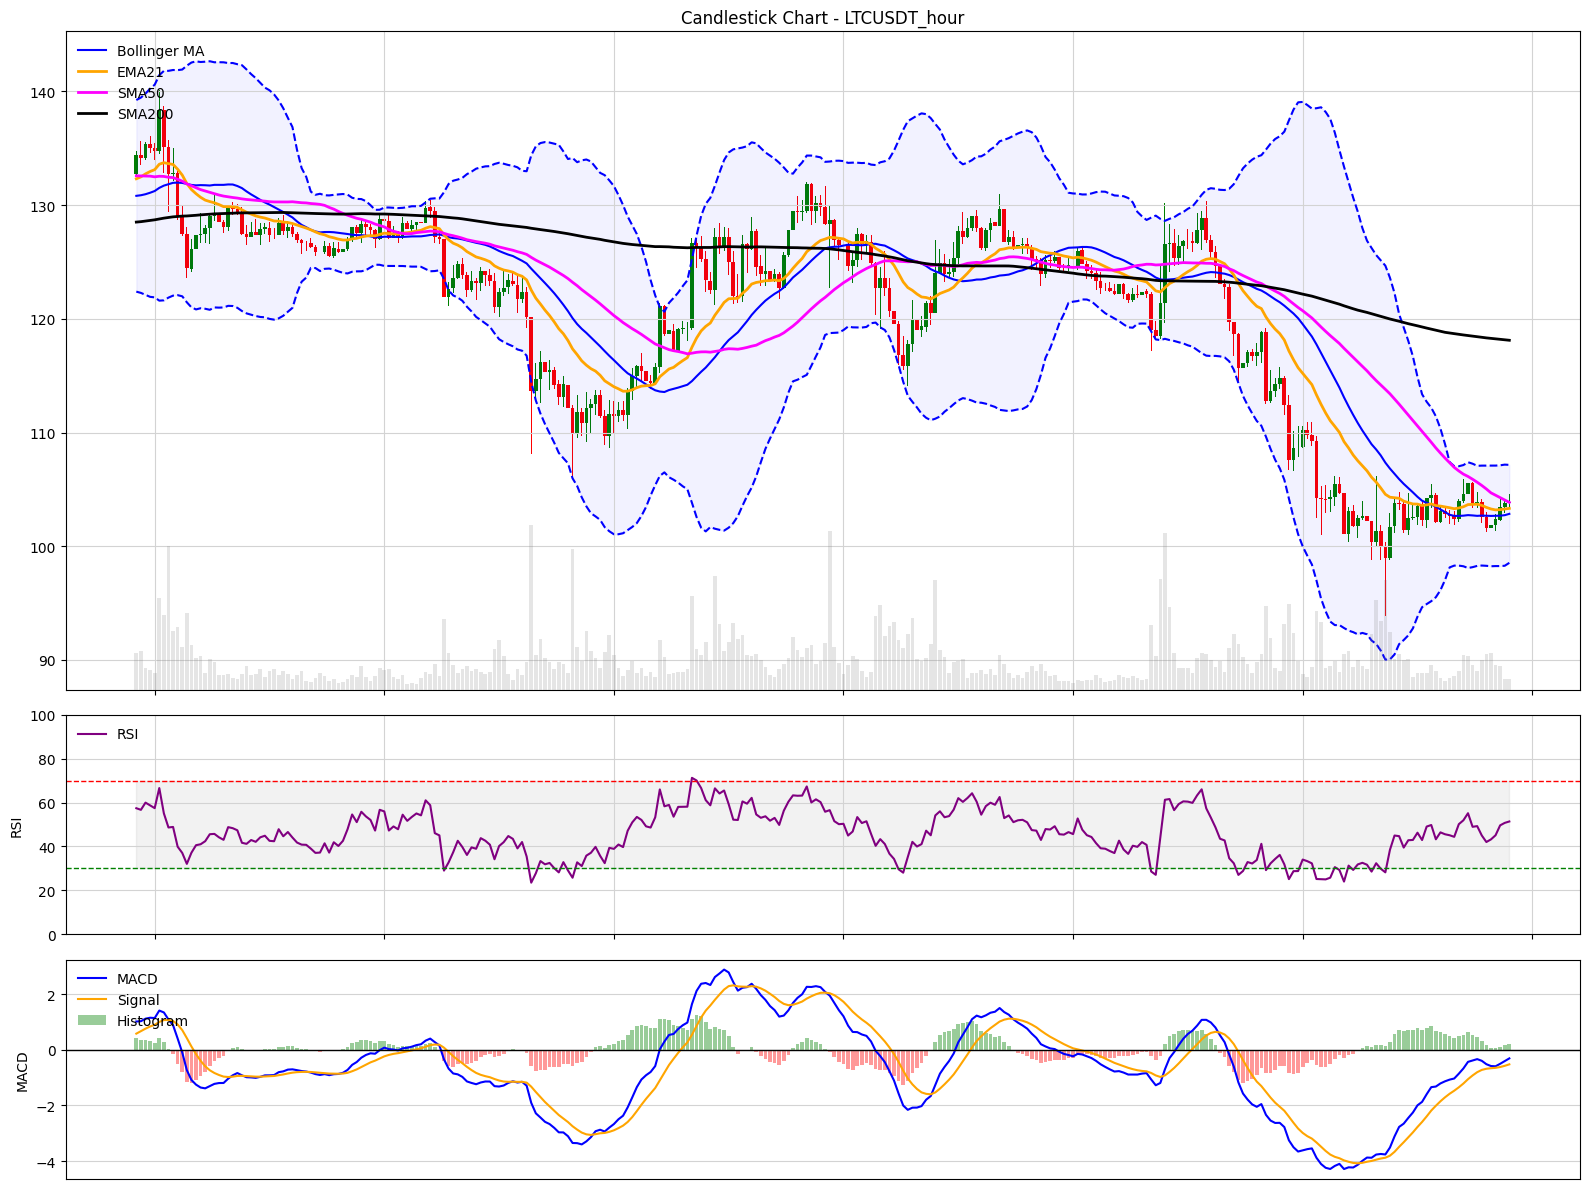 Candlestick Chart - LTCUSDT_hour
Bollinger MA
EMA21
SMA50
SMA200
140
130
120
110
100
90
RSI
100
80
60
40
20
0
RSI
MACD
Signal
Histogram
2
0
−2
−4
MACD